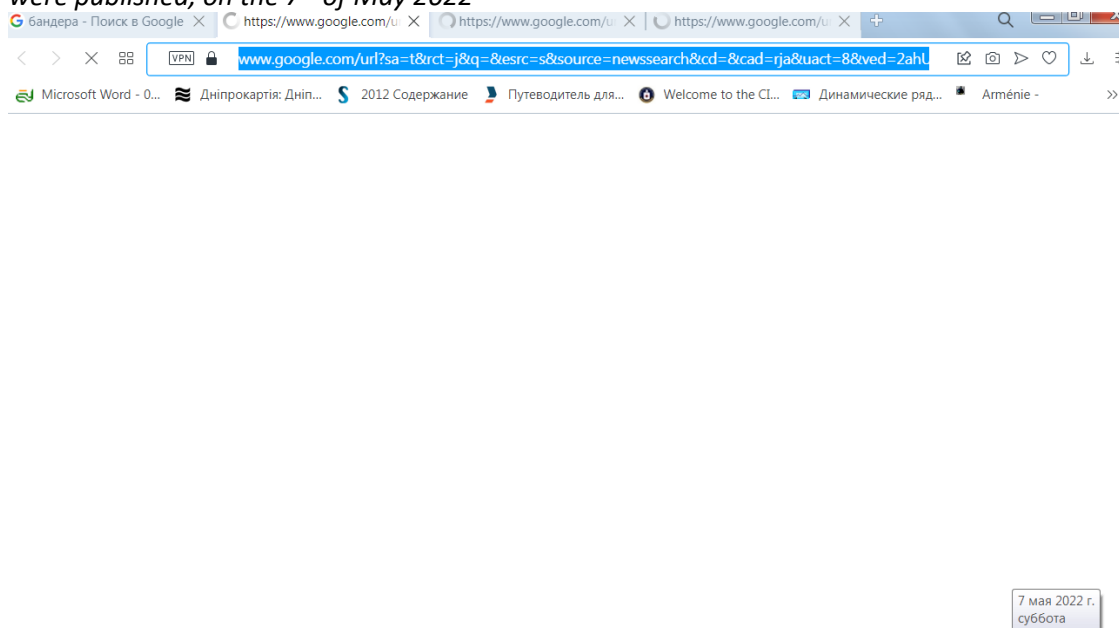 were published, on the 7th of May 2022
бандера - Поиск в Google https://www.google.com/u https://www.google.com/u https://www.google.com/u
VPN www.google.com/url?sa=t&rct=j&q=&esrc=s&source=newssearch&cd=&cad=rja&uact=8&ved=2ahU
Microsoft Word - 0... Дніпрокартія: Дніп... 2012 Содержание Путеводитель для... Welcome to the CI... Динамические ряд... Arménie - >>
7 мая 2022 г.
суббота